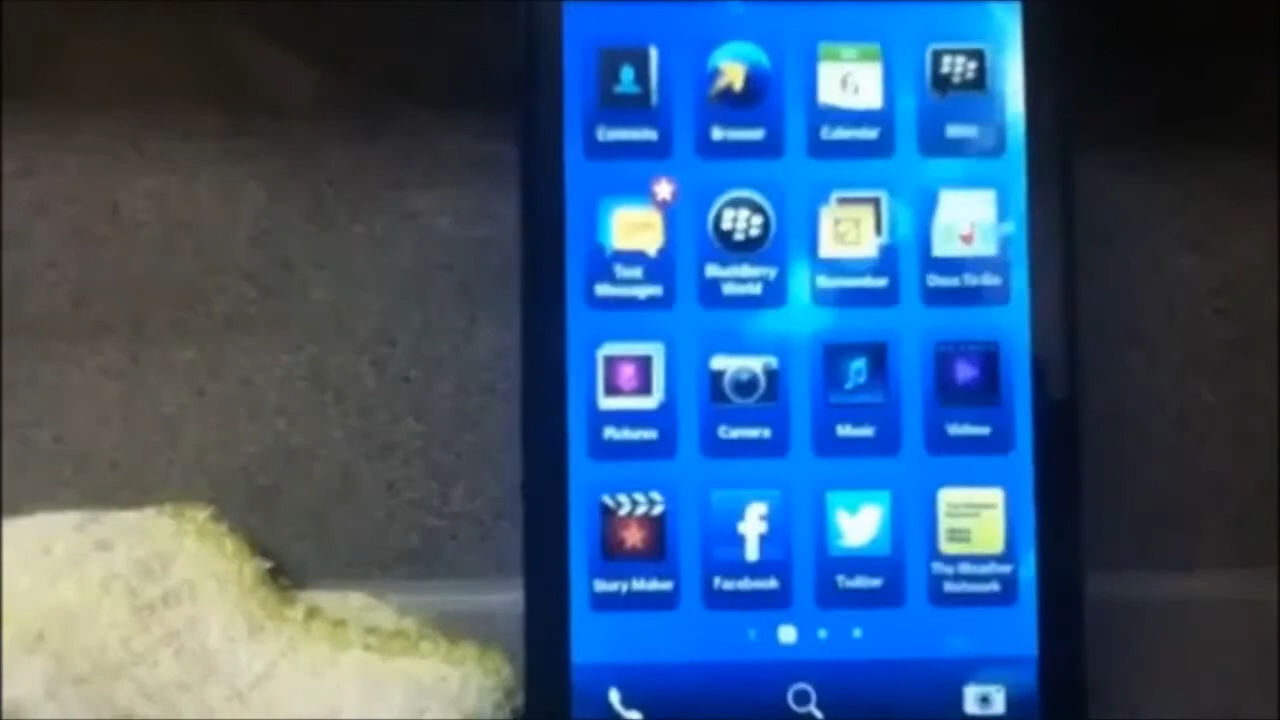 Contacts
Browser
Calendar
6
BBM
Text
Messages
BlackBerry
World
Remember
Docs To Go
Pictures
Camera
Music
Videos
Story Maker
Facebook
Twitter
The Weather
Network